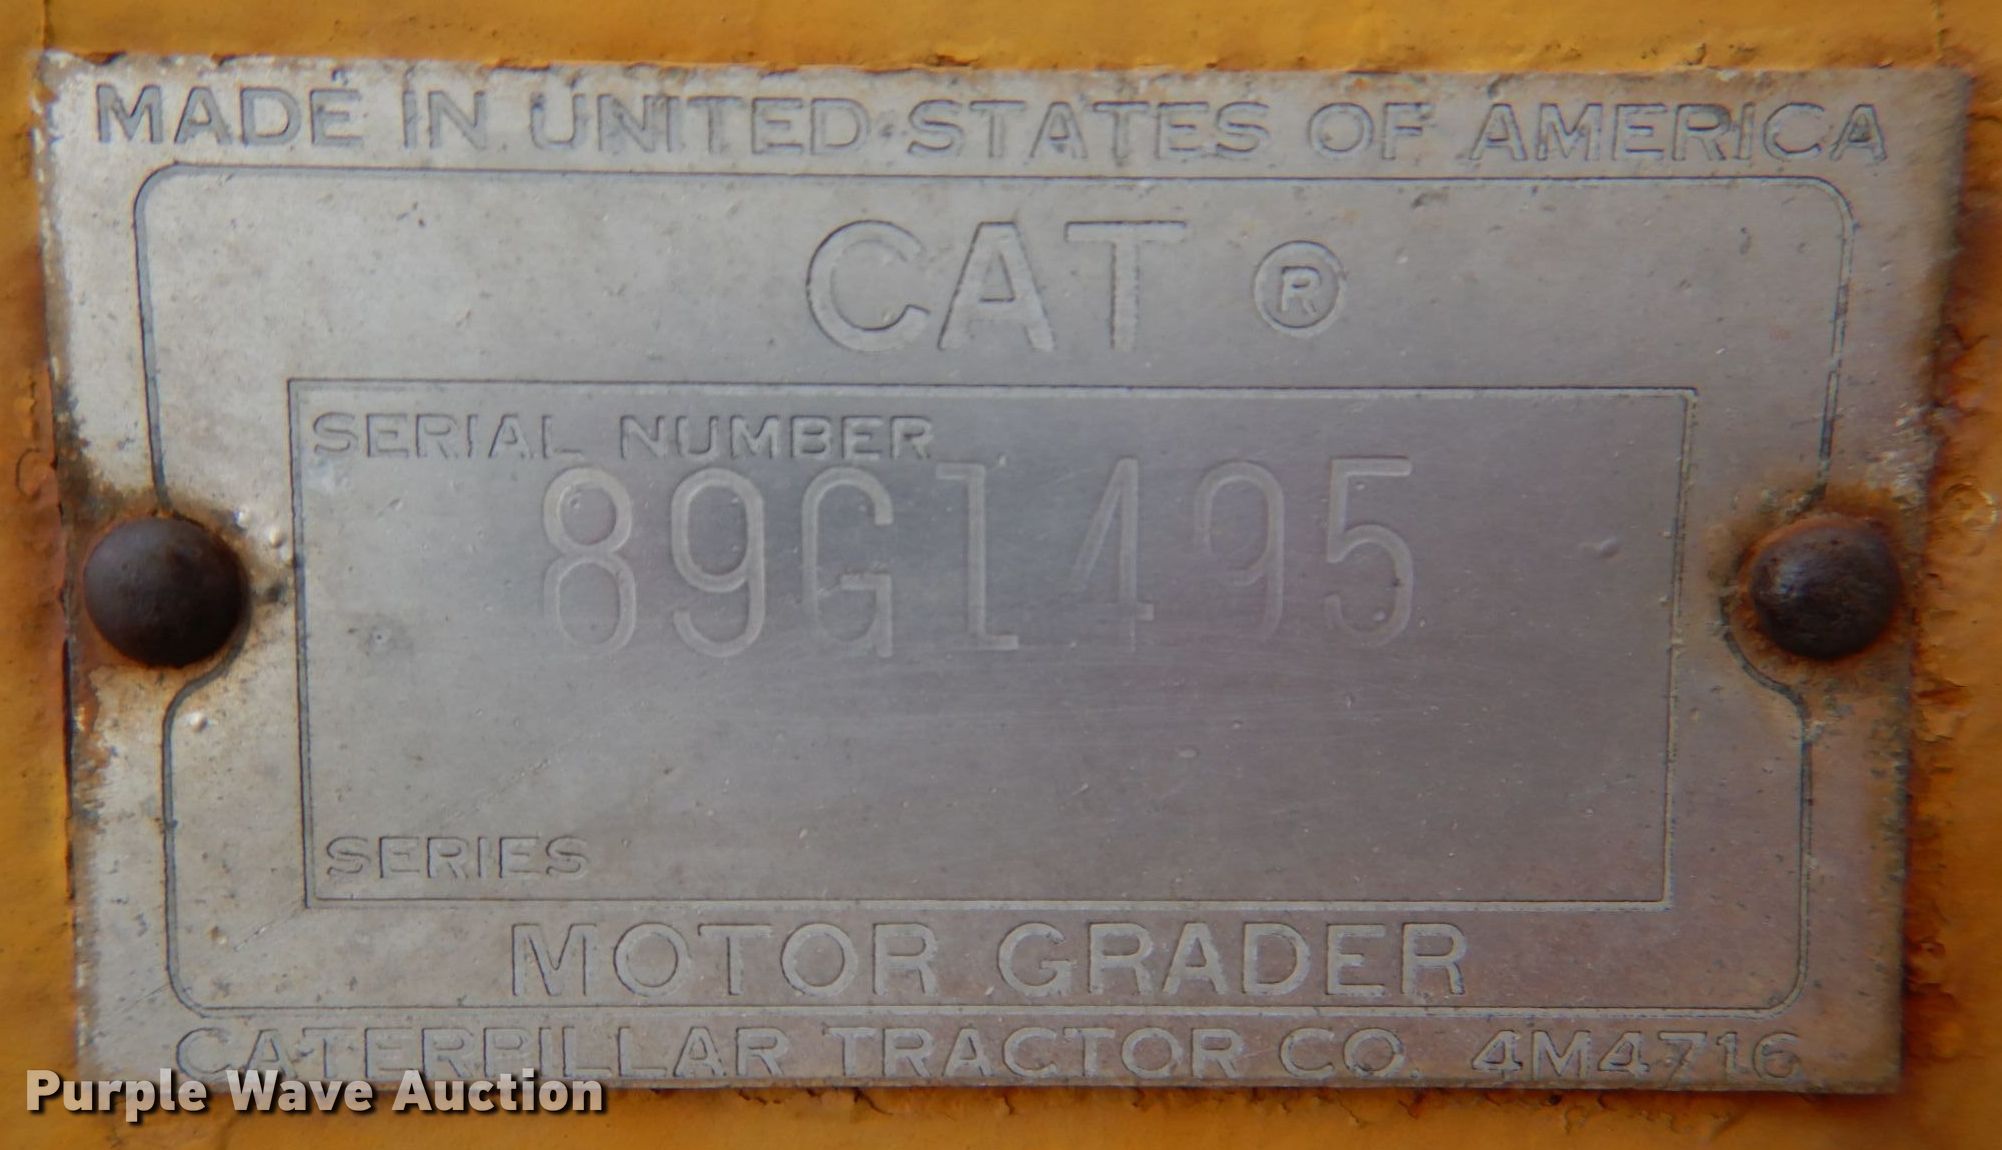 MADE IN UNITED STATES OF AMERICA
CAT ®
SERIAL NUMBER
89G1495
SERIES
MOTOR GRADER
CATERPILLAR TRACTOR CO. 4M4716
Purple Wave Auction